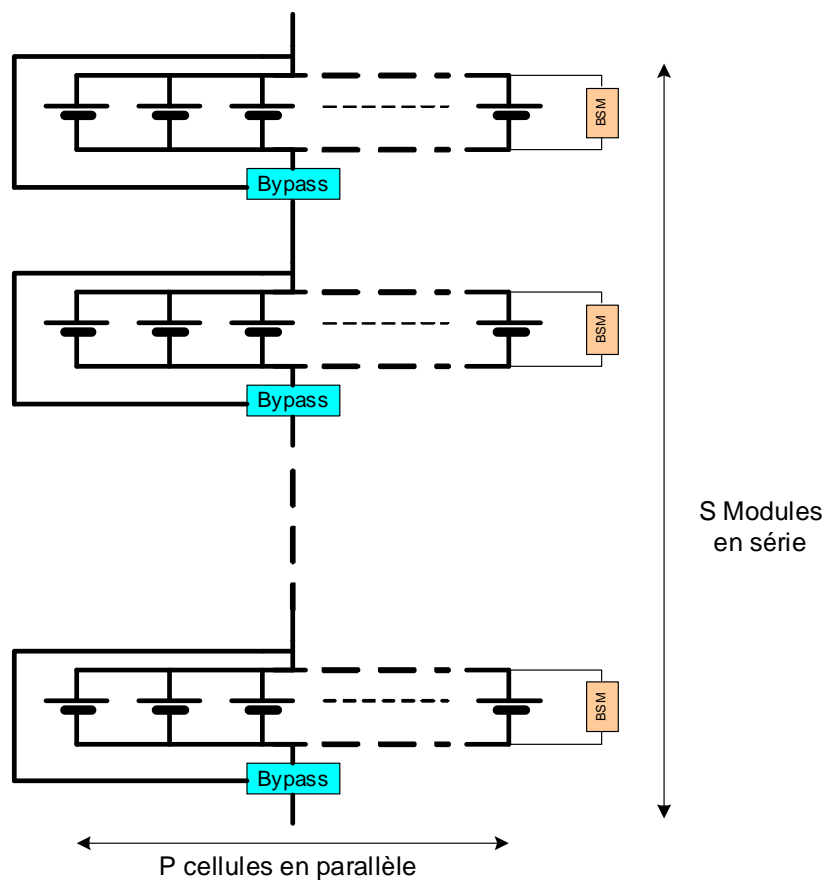 BSM
Bypass
BSM
Bypass
S Modules
en série
BSM
Bypass
P cellules en parallèle